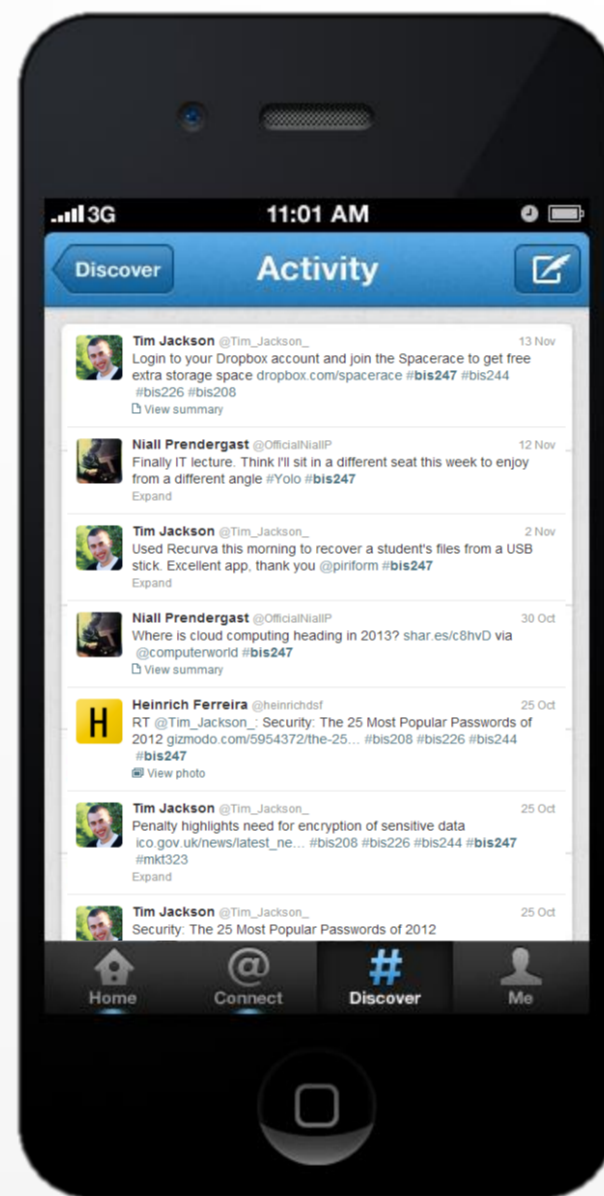 3G 11:01 AM
Discover Activity
Tim Jackson @Tim_Jackson_ 13 Nov
Login to your Dropbox account and join the Spacerace to get free
extra storage space dropbox.com/spacerace #bis247 #bis244
#bis226 #bis208
View summary
Niall Prendergast @OfficialNiallP 12 Nov
Finally IT lecture. Think I'll sit in a different seat this week to enjoy
from a different angle #Yolo #bis247
Expand
Tim Jackson @Tim_Jackson_ 2 Nov
Used Recurva this morning to recover a student's files from a USB
stick. Excellent app, thank you @piriform #bis247
Expand
Niall Prendergast @OfficialNiallP 30 Oct
Where is cloud computing heading in 2013? shar.es/c8hvD via
@computerworld #bis247
View summary
H
Heinrich Ferreira @heinrichdsf 25 Oct
RT @Tim_Jackson_: Security: The 25 Most Popular Passwords of
2012 gizmodo.com/5954372/the-25... #bis208 #bis226 #bis244
#bis247
View photo
Tim Jackson @Tim_Jackson_ 25 Oct
Penalty highlights need for encryption of sensitive data
ico.gov.uk/news/latest_ne... #bis208 #bis226 #bis244 #bis247
#mkt323
Expand
Tim Jackson @Tim_Jackson_ 25 Oct
Security: The 25 Most Popular Passwords of 2012
Home Connect Discover Me